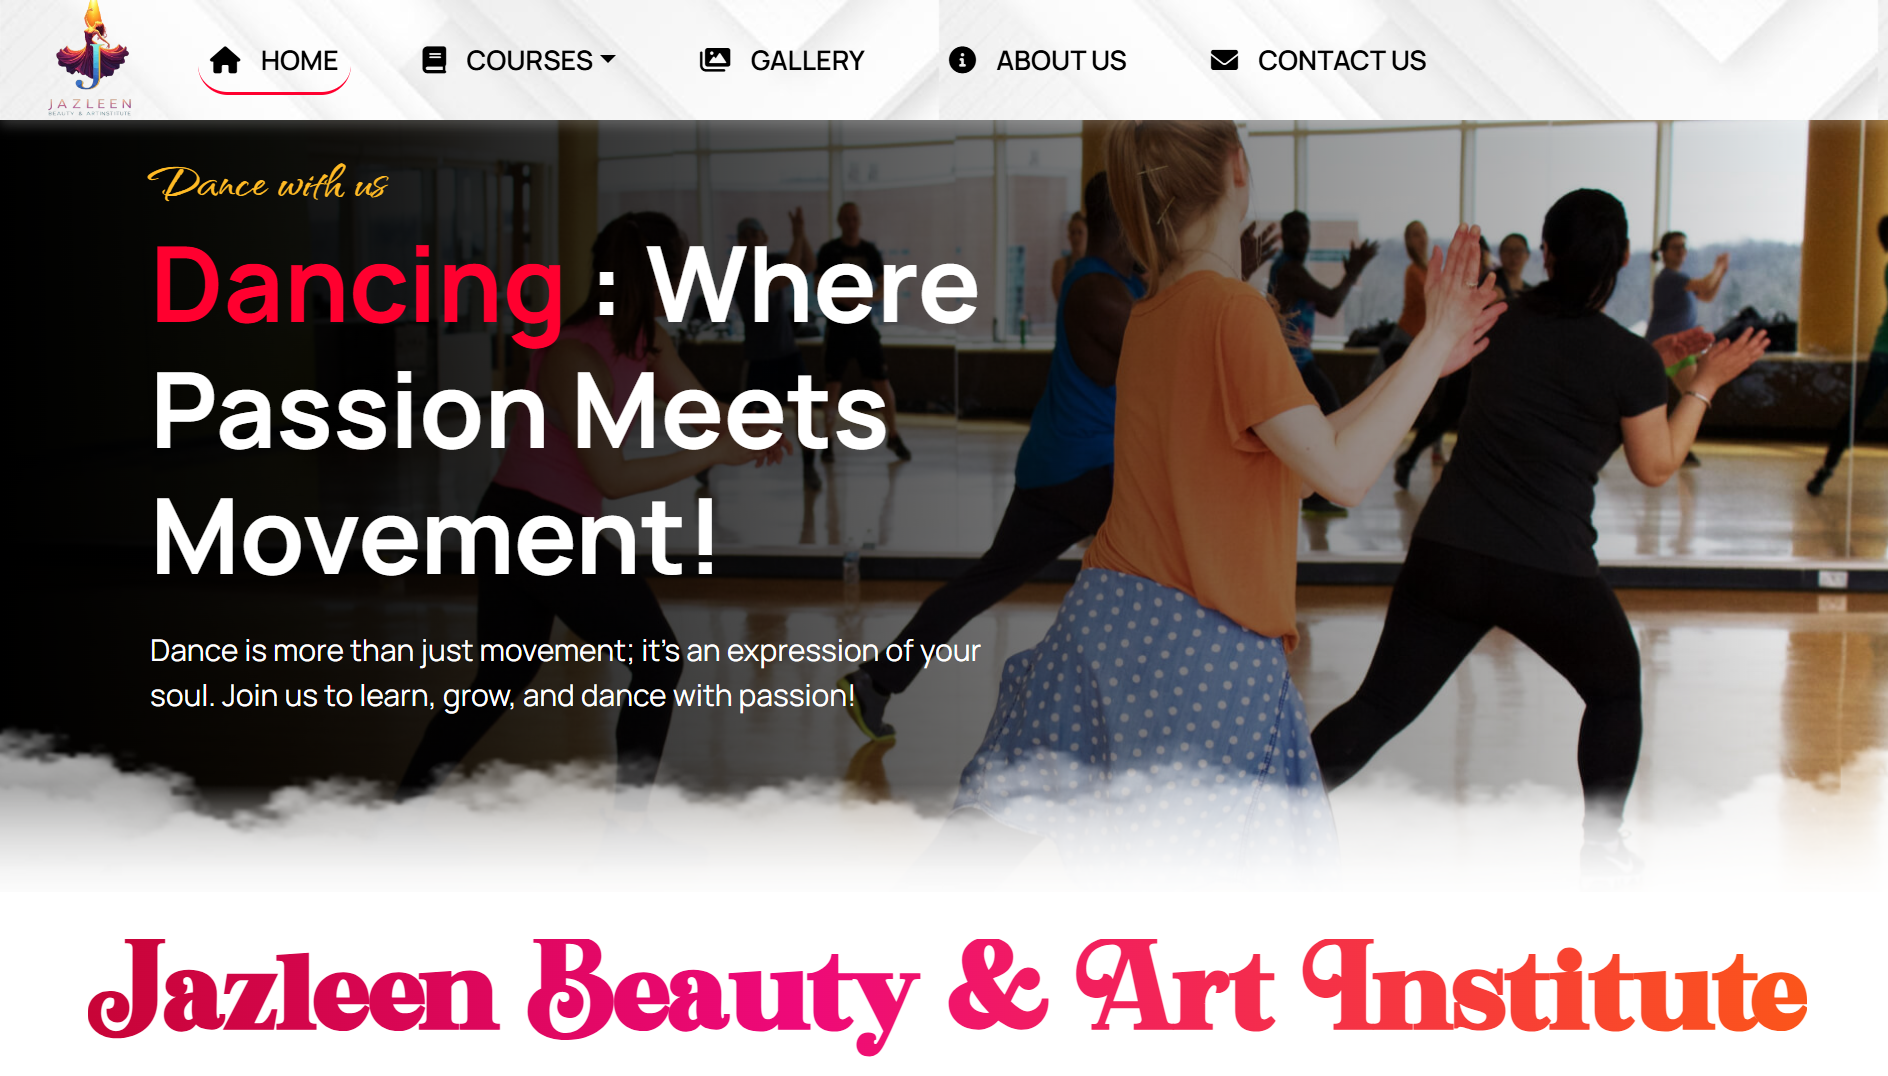 JAZLEEN
BEAUTY & ARTINSTITUTE
HOME
COURSES
GALLERY
ABOUT US
CONTACT US
Dance with us
Dancing : Where
Passion Meets
Movement!
Dance is more than just movement; it's an expression of your
soul. Join us to learn, grow, and dance with passion!
Jazleen Beauty & Art Institute